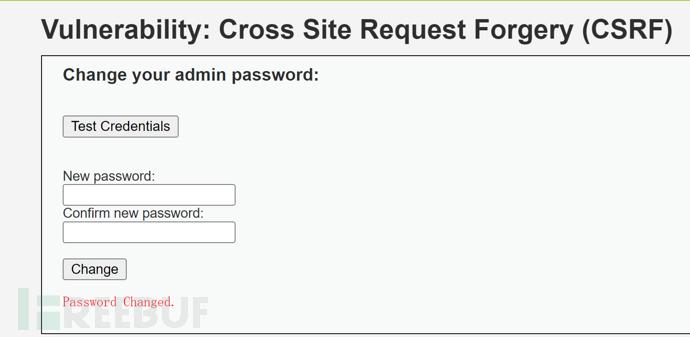 Vulnerability: Cross Site Request Forgery (CSRF)
Change your admin password:
Test Credentials
New password:
Confirm new password:
Change
Password Changed.
FREEBUF